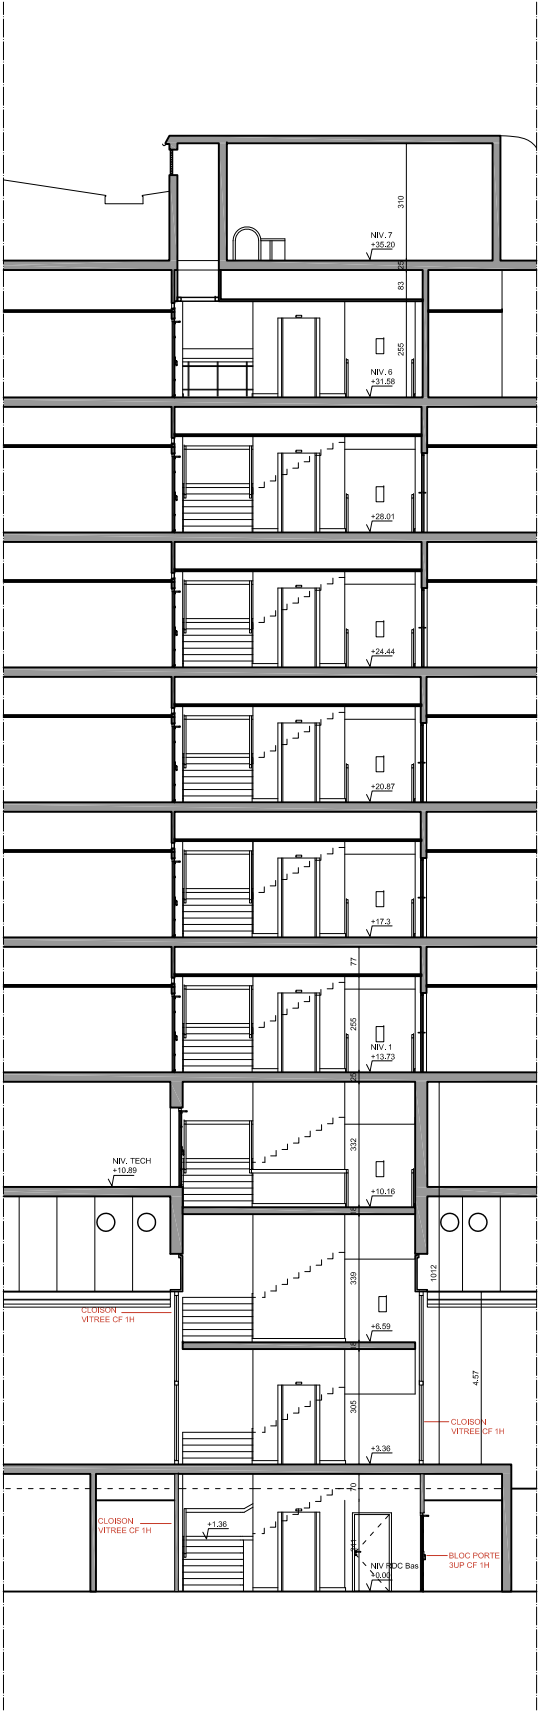 310
NIV. 7
+35.20
25
83
255
NIV. 6
+31.58
+28.01
+24.44
+20.87
+17.3
77
255
NIV. 1
+13.73
25
332
NIV. TECH
+10.89
+10.16
339
1012
CLOISON
VITREE CF 1H
+6.59
4.57
305
CLOISON
VITREE CF 1H
+3.36
70
CLOISON
VITREE CF 1H
+1.36
241
BLOC PORTE
3UP CF 1H
NIV RDC Bas
+0.00